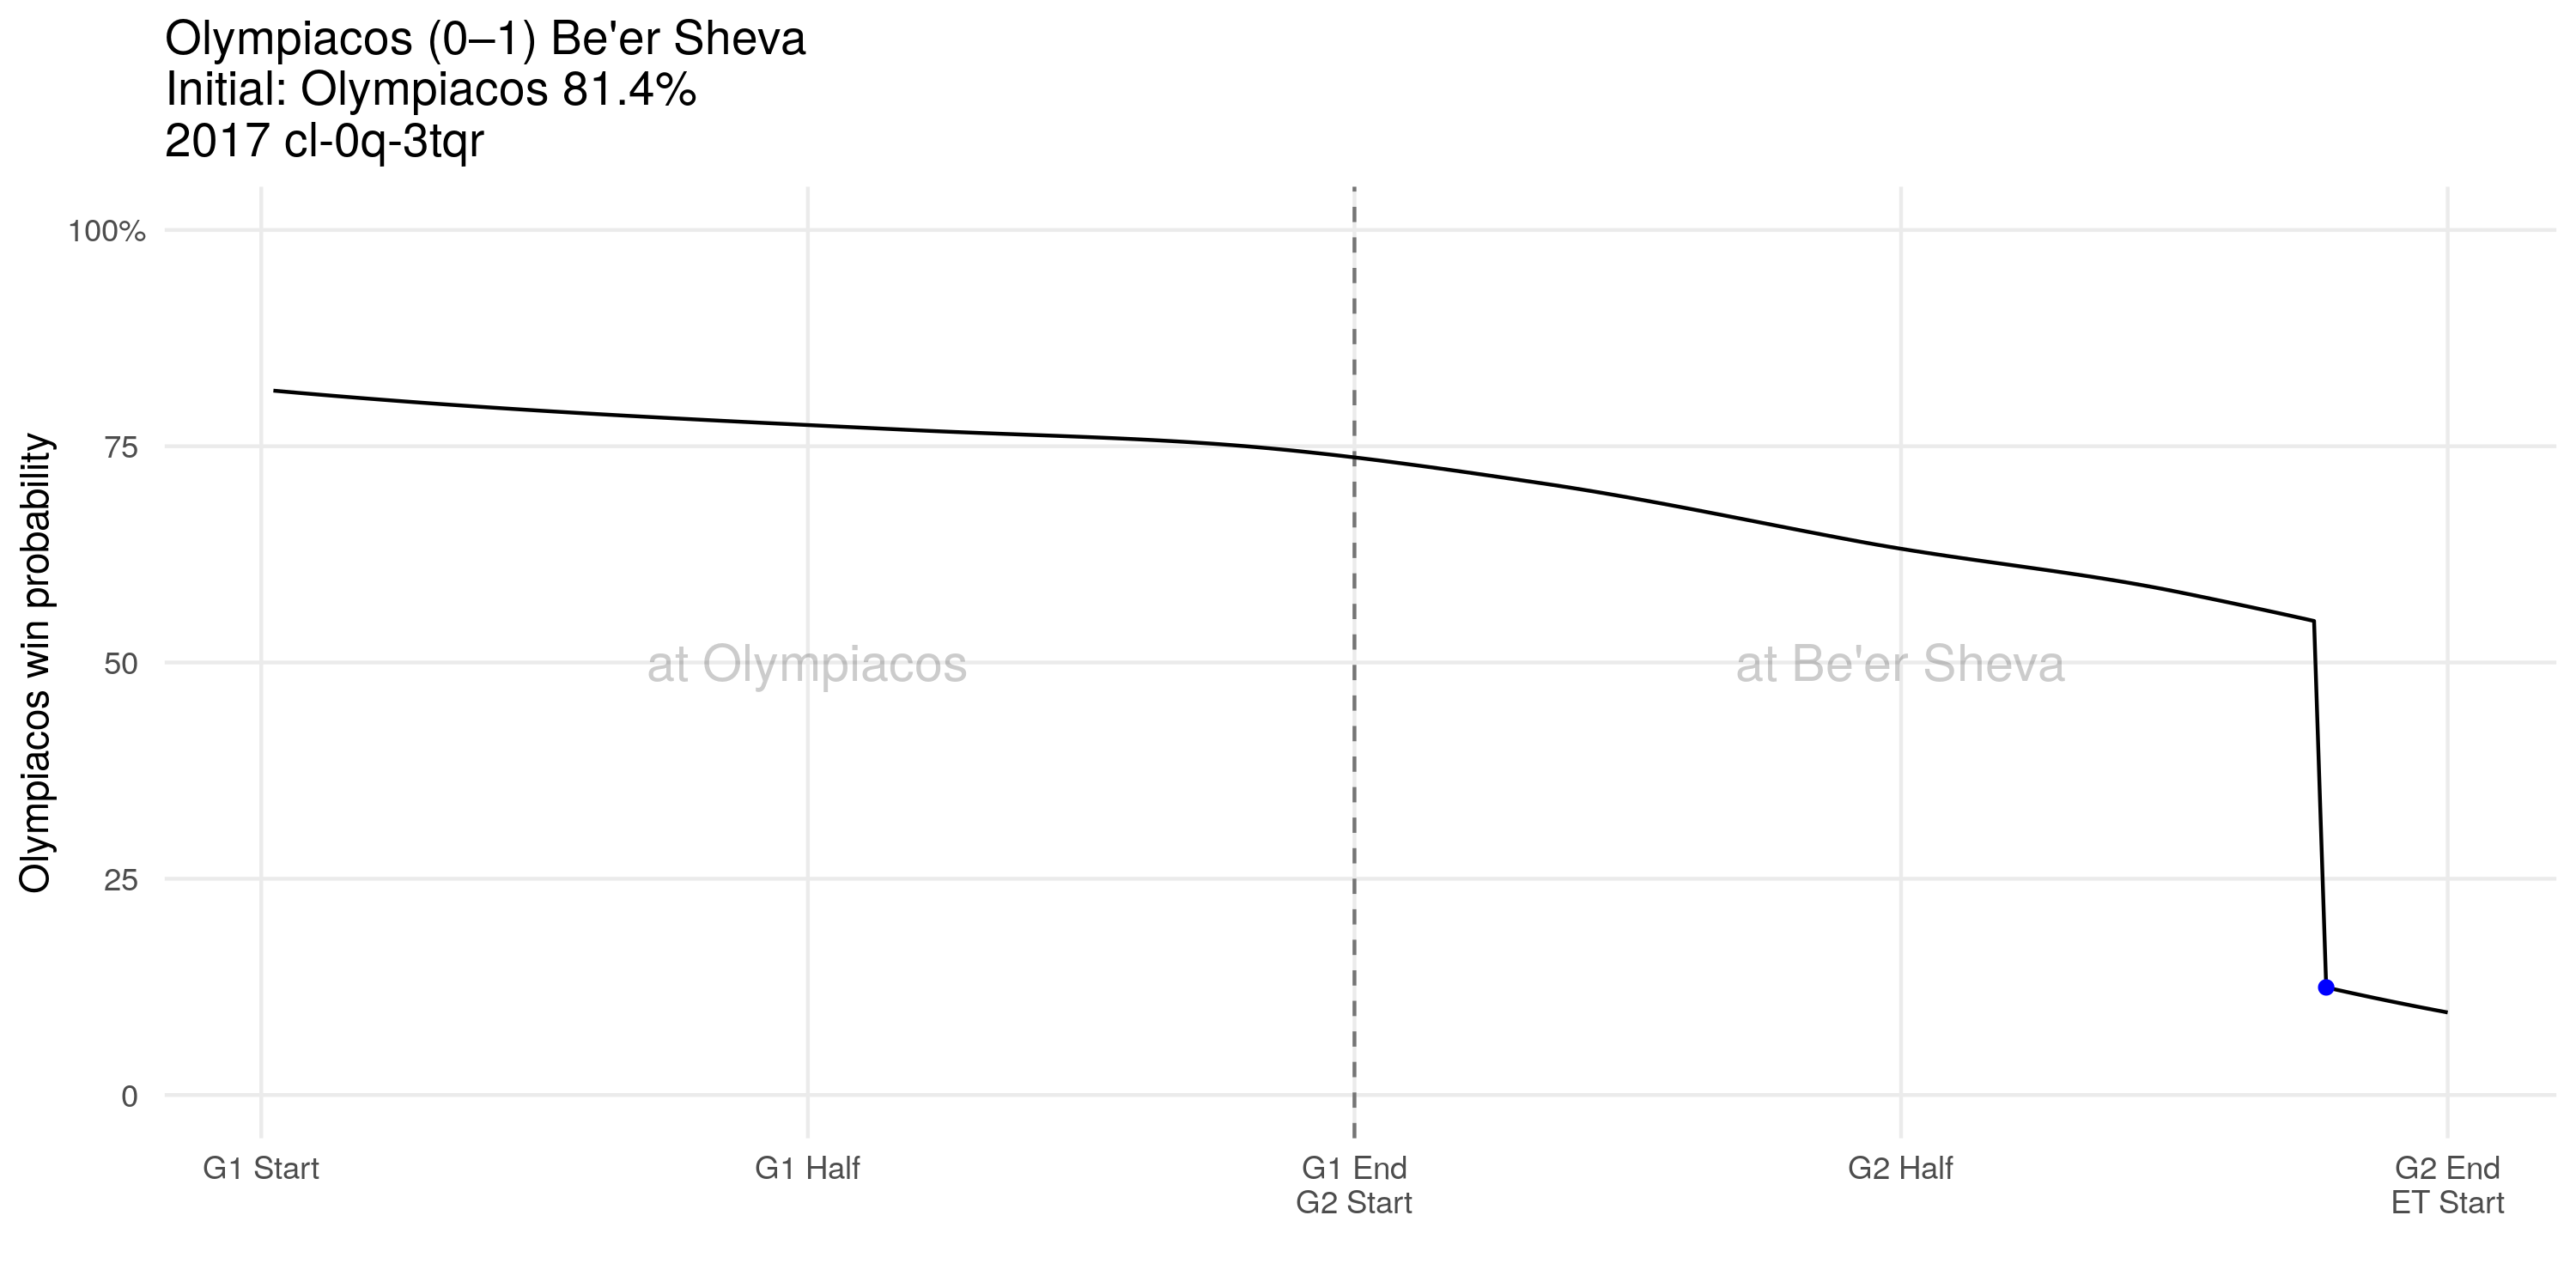 Olympiacos (0–1) Be'er Sheva
Initial: Olympiacos 81.4%
2017 cl-0q-3tqr
Olympiacos win probability
100%
75
50
25
0
at Olympiacos
at Be'er Sheva
G1 Start
G1 Half
G1 End
G2 Start
G2 Half
G2 End
ET Start